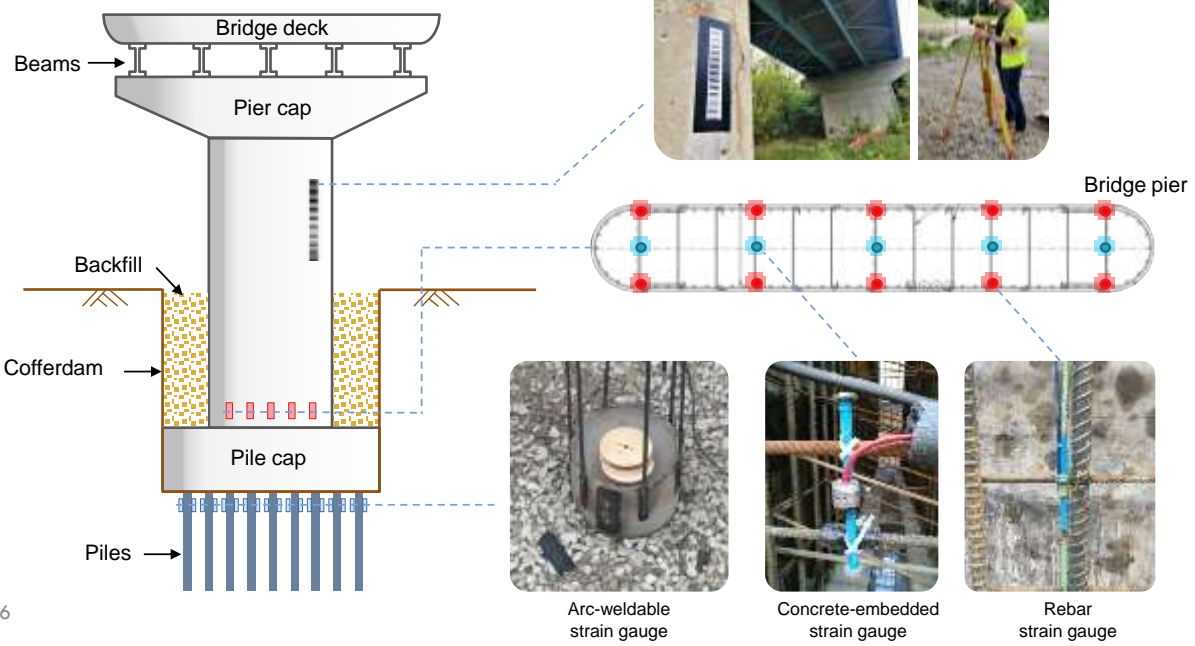 Bridge deck
Beams
Pier cap
Bridge pier
Backfill
Cofferdam
Pile cap
Piles
Arc-weldable
strain gauge
Concrete-embedded
strain gauge
Rebar
strain gauge
6